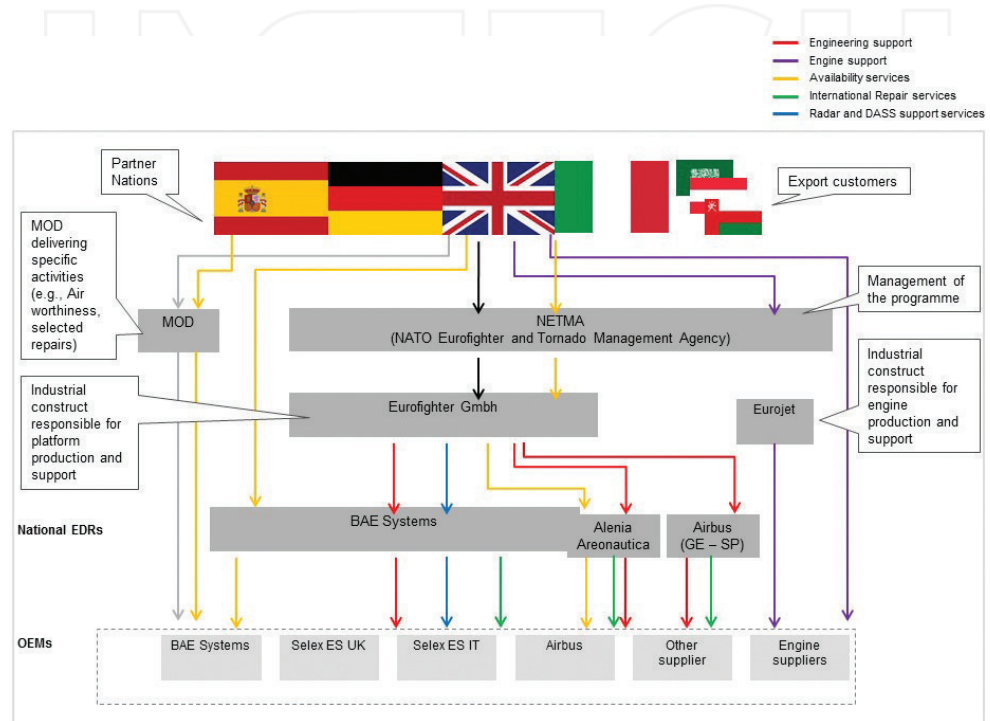 INTECH
Engineering support
Engine support
Availability services
International Repair services
Radar and DASS support services
Partner
Nations
Export customers
MOD
delivering
specific
activities
(e.g., Air
worthiness,
selected
repairs)
Management of
the programme
MOD
NETMA
(NATO Eurofighter and Tornado Management Agency)
Industrial
construct
responsible for
engine
production and
support
Industrial
construct
responsible for
platform
production and
support
Eurofighter Gmbh
Eurojet
National EDRs
BAE Systems
Alenia
Areonautica
Airbus
(GE – SP)
OEMs
BAE Systems
Selex ES UK
Selex ES IT
Airbus
Other
supplier
Engine
suppliers